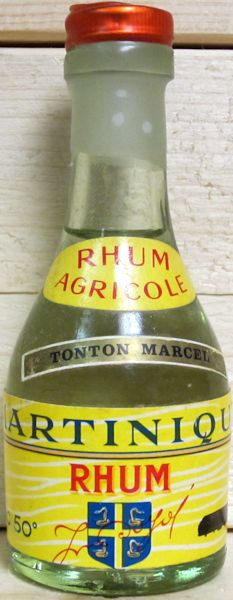 RHUM
AGRICOLE
TONTON MARCEL
ARTINIQU
RHUM
50°